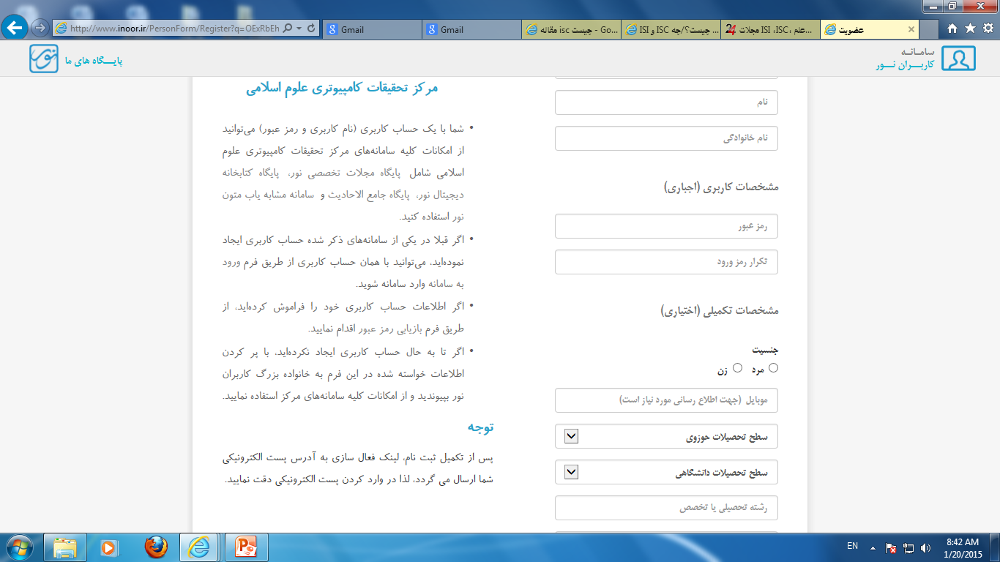 http://www.inoor.ir/PersonForm/Register?q=OExRbEh
Gmail
Gmail
چیست isc مقاله - Go...
ISI و ISC چیست؟/چه ...
مجلات ISI ،ISC، علم...
عضویت
سامانه
کاربران نور
پایگاه های ما
نام
نام خانوادگی
مشخصات کاربری (اجباری)
رمز عبور
تکرار رمز ورود
مشخصات تکمیلی (اختیاری)
جنسیت
مرد
زن
موبایل (جهت اطلاع رسانی مورد نیاز است)
سطح تحصیلات حوزوی
سطح تحصیلات دانشگاهی
رشته تحصیلی یا تخصص
مرکز تحقیقات کامپیوتری علوم اسلامی
• شما با یک حساب کاربری (نام کاربری و رمز عبور) می‌توانید
از امکانات کلیه سامانه‌های مرکز تحقیقات کامپیوتری علوم
اسلامی شامل پایگاه مجلات تخصصی نور، پایگاه کتابخانه
دیجیتال نور، پایگاه جامع الاحادیث و سامانه مشابه یاب متون
نور استفاده کنید.
• اگر قبلا در یکی از سامانه‌های ذکر شده حساب کاربری ایجاد
نموده‌اید، می‌توانید با همان حساب کاربری از طریق فرم ورود
به سامانه وارد سامانه شوید.
• اگر اطلاعات حساب کاربری خود را فراموش کرده‌اید، از
طریق فرم بازیابی رمز عبور اقدام نمایید.
• اگر تا به حال حساب کاربری ایجاد نکرده‌اید، با پر کردن
اطلاعات خواسته شده در این فرم به خانواده بزرگ کاربران
نور بپیوندید و از امکانات کلیه سامانه‌های مرکز استفاده نمایید.
توجه
پس از تکمیل ثبت نام، لینک فعال سازی به آدرس پست الکترونیکی
شما ارسال می گردد، لذا در وارد کردن پست الکترونیکی دقت نمایید.
EN
8:42 AM
1/20/2015